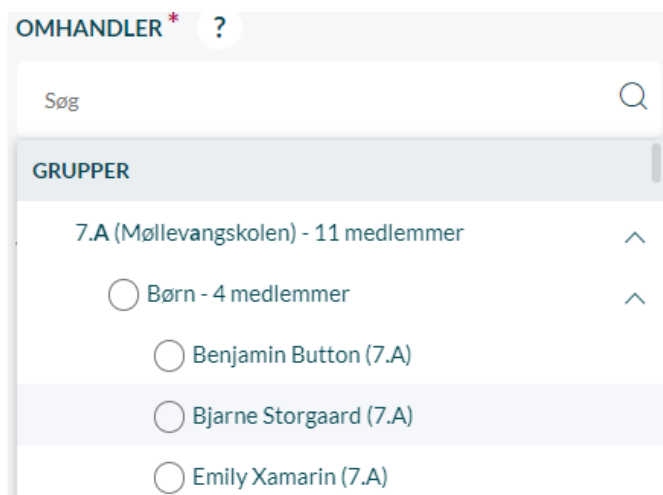 OMHANDLER * ?
Søg
GRUPPER
7.A (Møllevangskolen) - 11 medlemmer
Børn - 4 medlemmer
Benjamin Button (7.A)
Bjarne Storgaard (7.A)
Emily Xamarin (7.A)